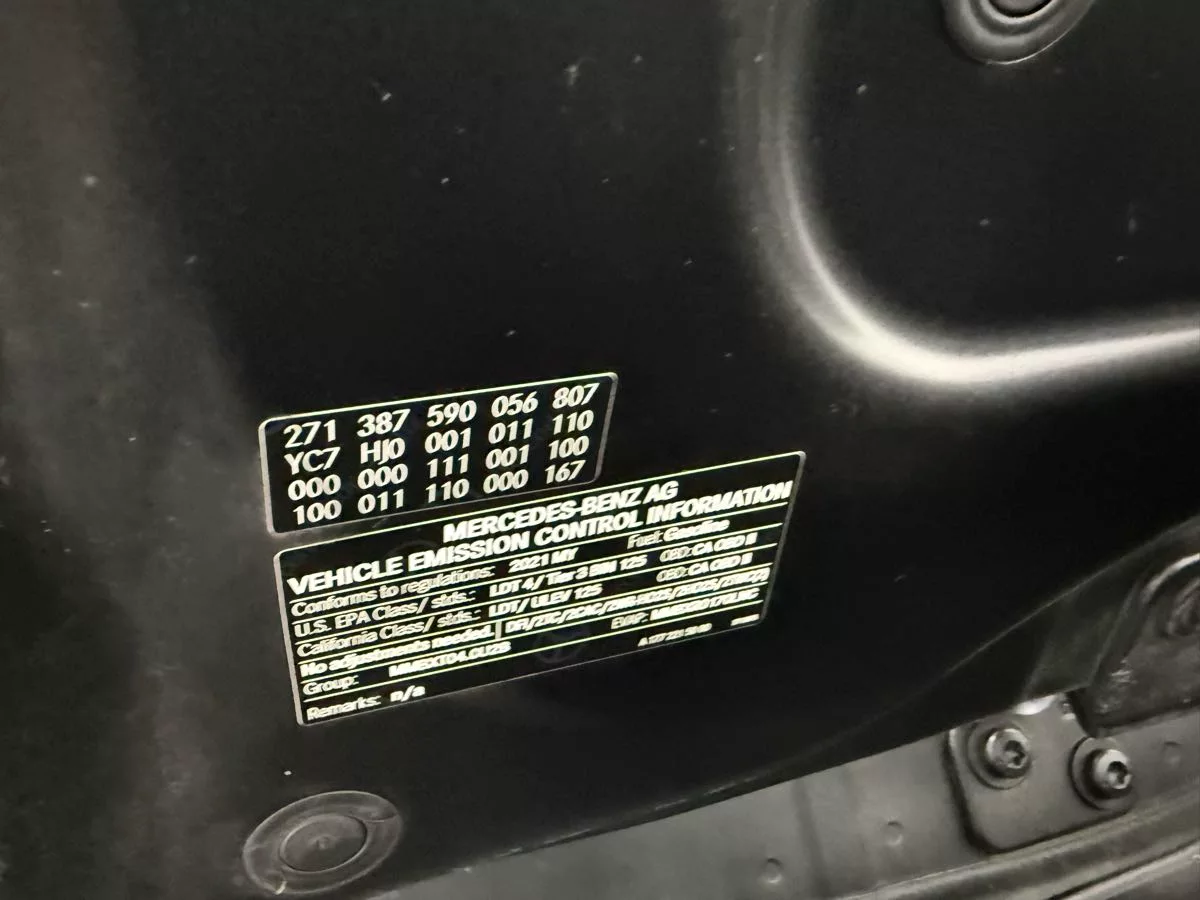 271 387 590 056 807
YC7 HJ0 001 011 110
000 000 111 001 100
100 011 110 000 167
MERCEDES-BENZ AG
VEHICLE EMISSION CONTROL INFORMATION
Conforms to regulations: 2021 MY Fuel: Gasoline
U.S. EPA Class/ stds.: LDT 4/ Tier 3 BIN 125 OBD: CA OBD II
California Class/ stds.: LDT/ ULEV 125 OBD: CA OBD II
No adjustments needed.
Group: EVAP:
Remarks: n/a